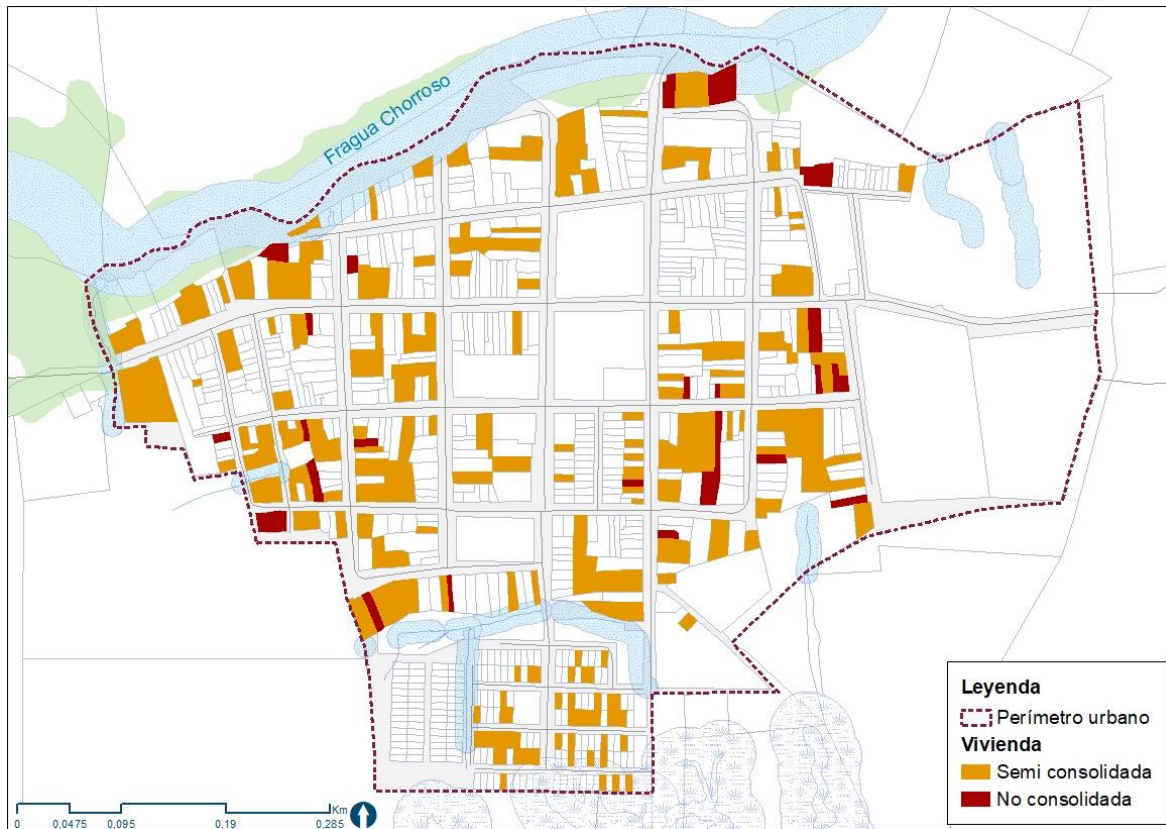 Fragua Chorroso
Leyenda
Perímetro urbano
Vivienda
Semi consolidada
No consolidada
Km
0 0,0475 0,095 0,19 0,285